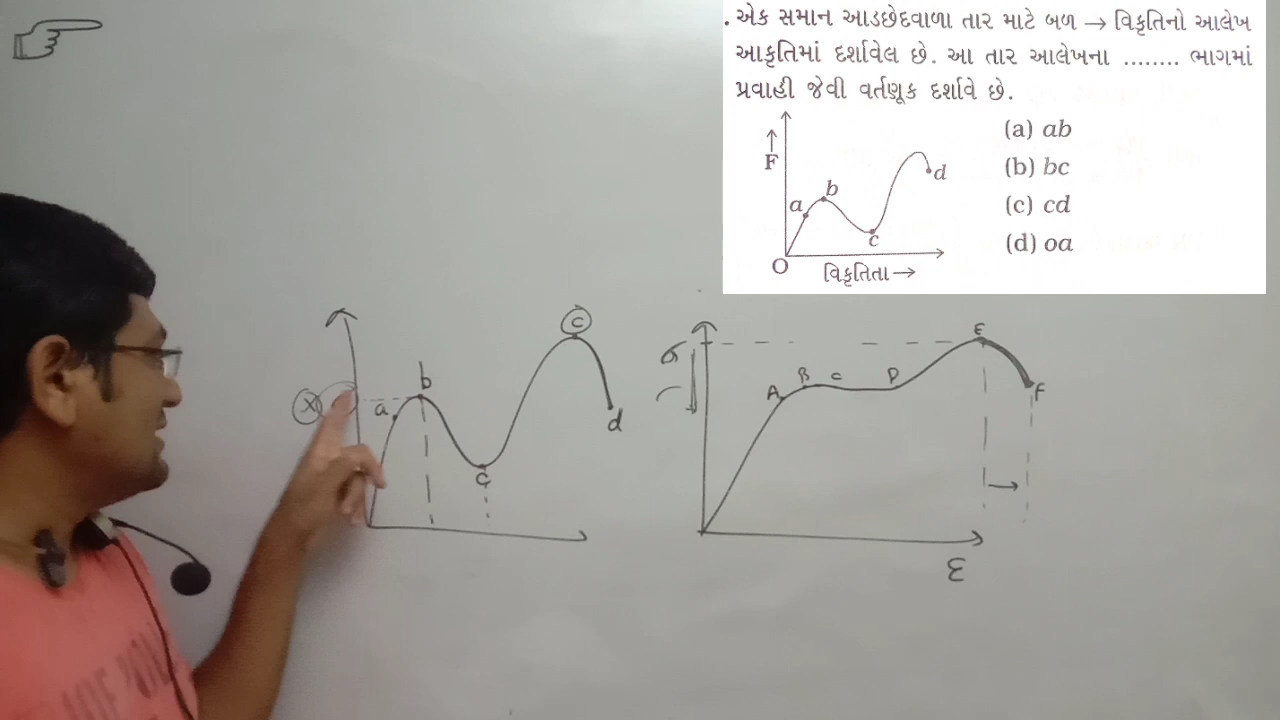 . એક સમાન આડછેદવાળા તાર માટે બળ → વિકૃતિનો આલેખ
આકૃતિમાં દર્શાવેલ છે. આ તાર આલેખના ........ ભાગમાં
પ્રવાહી જેવી વર્તણૂક દર્શાવે છે.
(a) ab
(b) bc
(c) cd
(d) oa
F
a
b
c
d
O
વિકૃતિતા →
x
a
b
c
c
d
σ
A
B
C
D
E
F
ε